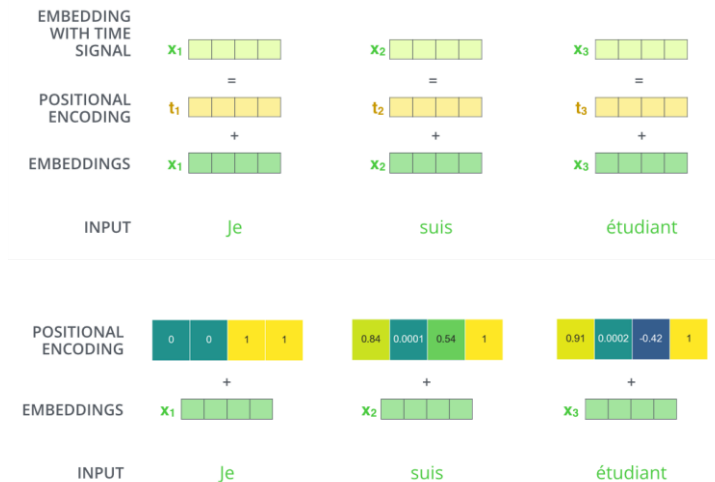 EMBEDDING
WITH TIME
SIGNAL
x₁ x₂ x₃
= = =
POSITIONAL
ENCODING
t₁ t₂ t₃
+ + +
EMBEDDINGS x₁ x₂ x₃
INPUT Je suis étudiant
POSITIONAL
ENCODING
0 0 1 1 0.84 0.0001 0.54 1 0.91 0.0002 -0.42 1
+ + +
EMBEDDINGS x₁ x₂ x₃
INPUT Je suis étudiant